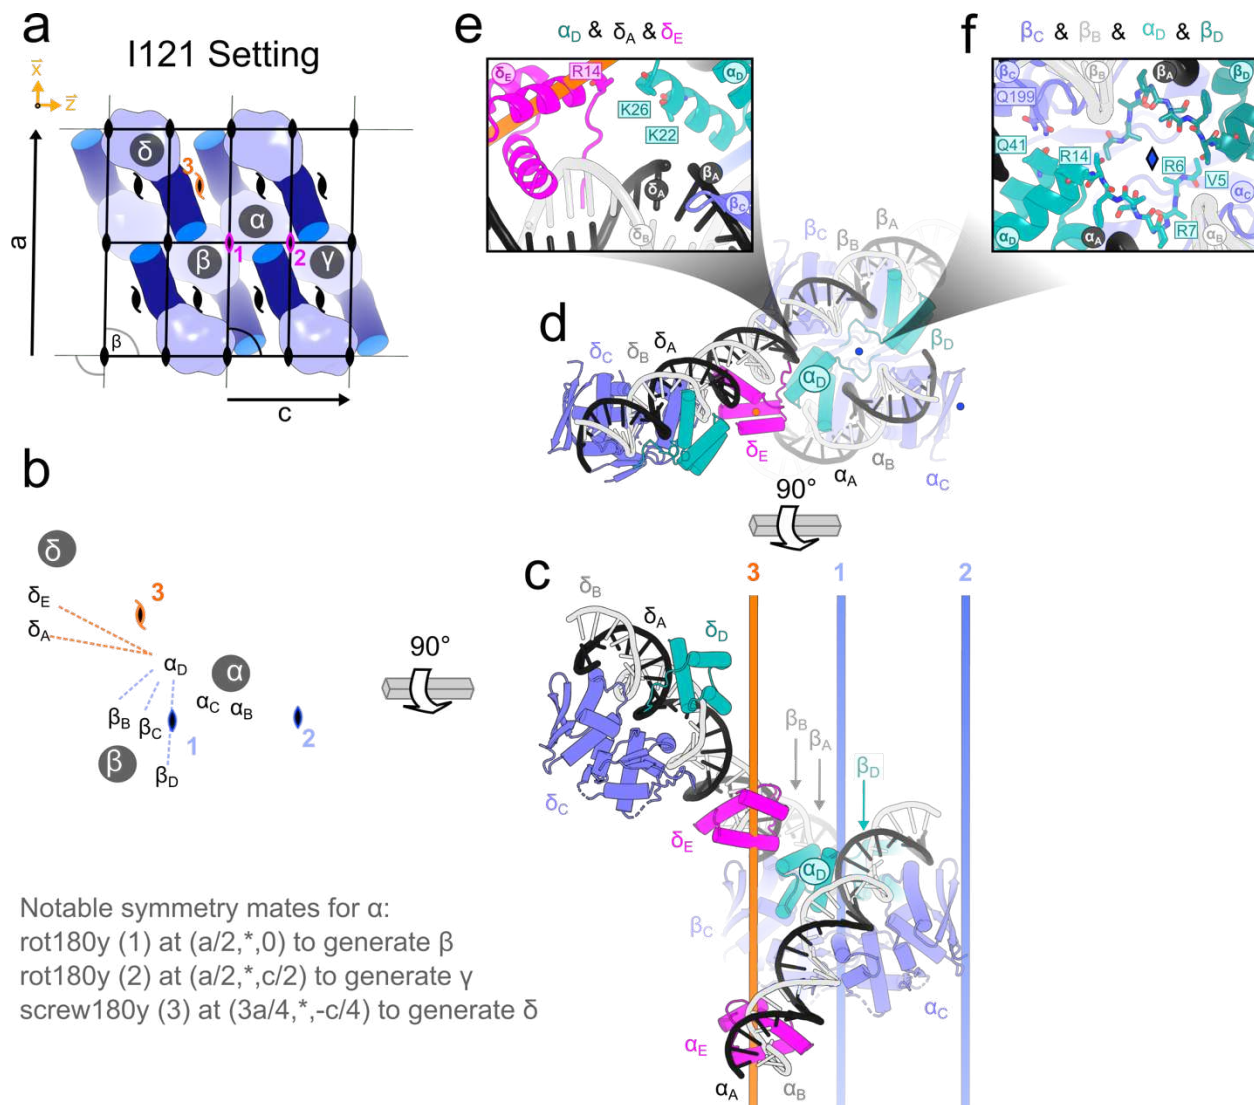 a
I121 Setting
x
z
δ
3
α
1
2
β
γ
a
β
c
b
δ
3
δE
δA
αD
α
αC
αB
βB
βC
1
2
β
βD
90°
Notable symmetry mates for α:
rot180y (1) at (a/2,*,0) to generate β
rot180y (2) at (a/2,*,c/2) to generate γ
screw180y (3) at (3a/4,*,-c/4) to generate δ
e
αD & δA & δE
δE
R14
αD
K26
K22
δA
βA
βC
δB
f
βC & βB & αD & βD
βC
βB
βA
βD
Q199
Q41
R14
R6
V5
αC
R7
αD
αA
αB
d
βC
βB
βA
δC
δB
δA
βD
αD
δE
αB
αA
αC
90°
c
3
1
2
δB
δA
δD
βB
βA
βD
δC
δE
αD
βC
αC
αE
αA
αB